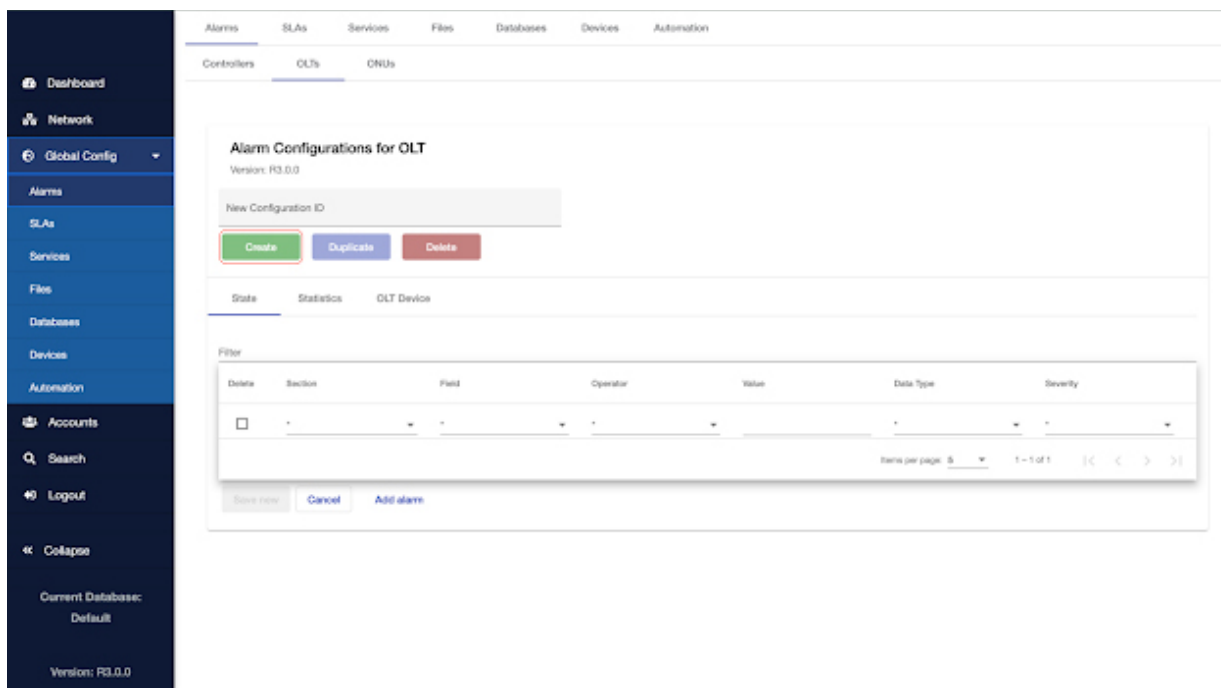 Alarms SLAs Services Files Databases Devices Automation
Controllers OLTs ONUs
Dashboard
Network
Global Config
Alarms
SLAs
Services
Files
Databases
Devices
Automation
Accounts
Search
Logout
Collapse
Current Database:
Default
Version: R3.0.0
Alarm Configurations for OLT
Version: R3.0.0
New Configuration ID
Create Duplicate Delete
State Statistics OLT Device
Filter
Delete Section Field Operator Value Data Type Severity
* * * * *
Items per page: 5 1 – 1 of 1
Save new Cancel Add alarm